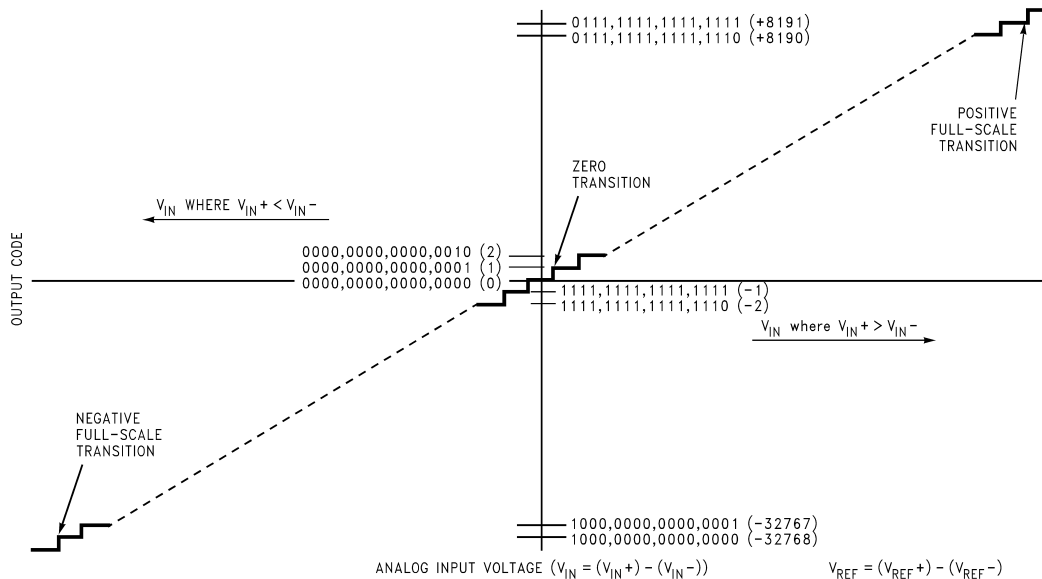 0111,1111,1111,1111 (+8191)
0111,1111,1111,1110 (+8190)
POSITIVE
FULL-SCALE
TRANSITION
ZERO
TRANSITION
V_IN WHERE V_IN+ < V_IN-
0000,0000,0000,0010 (2)
0000,0000,0000,0001 (1)
0000,0000,0000,0000 (0)
OUTPUT CODE
1111,1111,1111,1111 (-1)
1111,1111,1111,1110 (-2)
V_IN where V_IN+ > V_IN-
NEGATIVE
FULL-SCALE
TRANSITION
1000,0000,0000,0001 (-32767)
1000,0000,0000,0000 (-32768)
ANALOG INPUT VOLTAGE (V_IN = (V_IN+) - (V_IN-))
V_REF = (V_REF+) - (V_REF-)